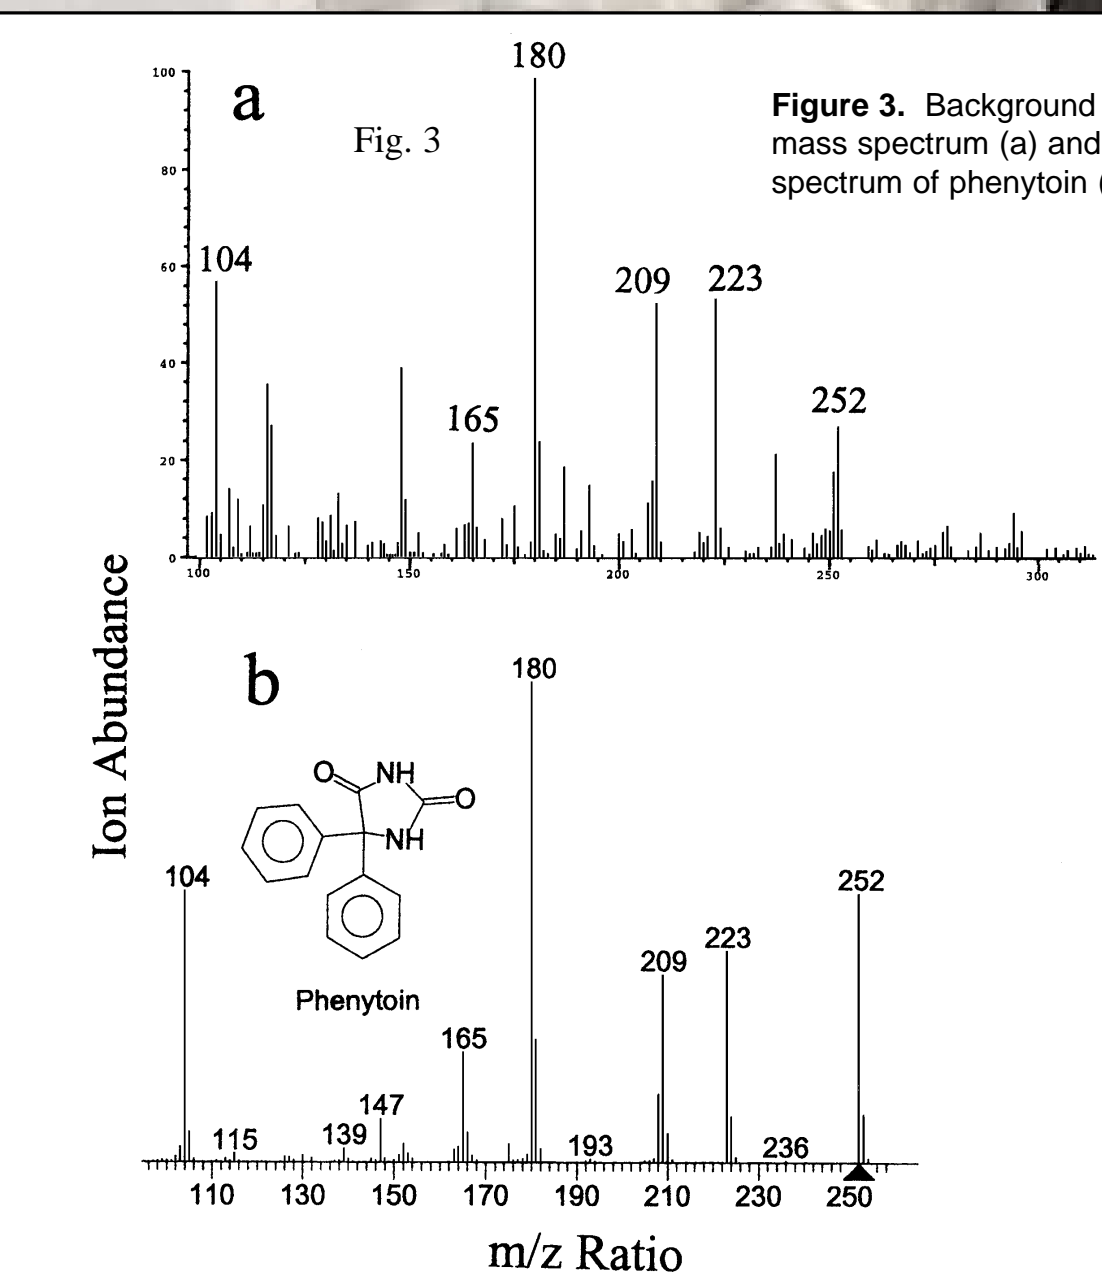 180
a
Fig. 3
Figure 3. Background
mass spectrum (a) and
spectrum of phenytoin (
100
80
60
40
20
0
104
165
209
223
252
100
150
200
250
300
Ion Abundance
b
180
O
NH
O
NH
Phenytoin
104
115
139
147
165
193
209
223
236
252
110
130
150
170
190
210
230
250
m/z Ratio